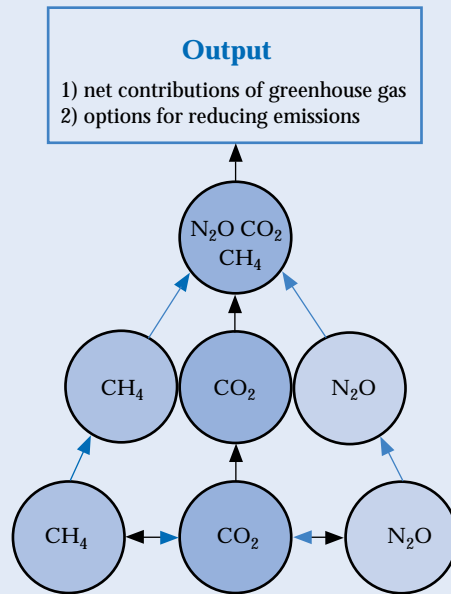 Output
1) net contributions of greenhouse gas
2) options for reducing emissions
N₂O CO₂
CH₄
CH₄ CO₂ N₂O
CH₄ CO₂ N₂O